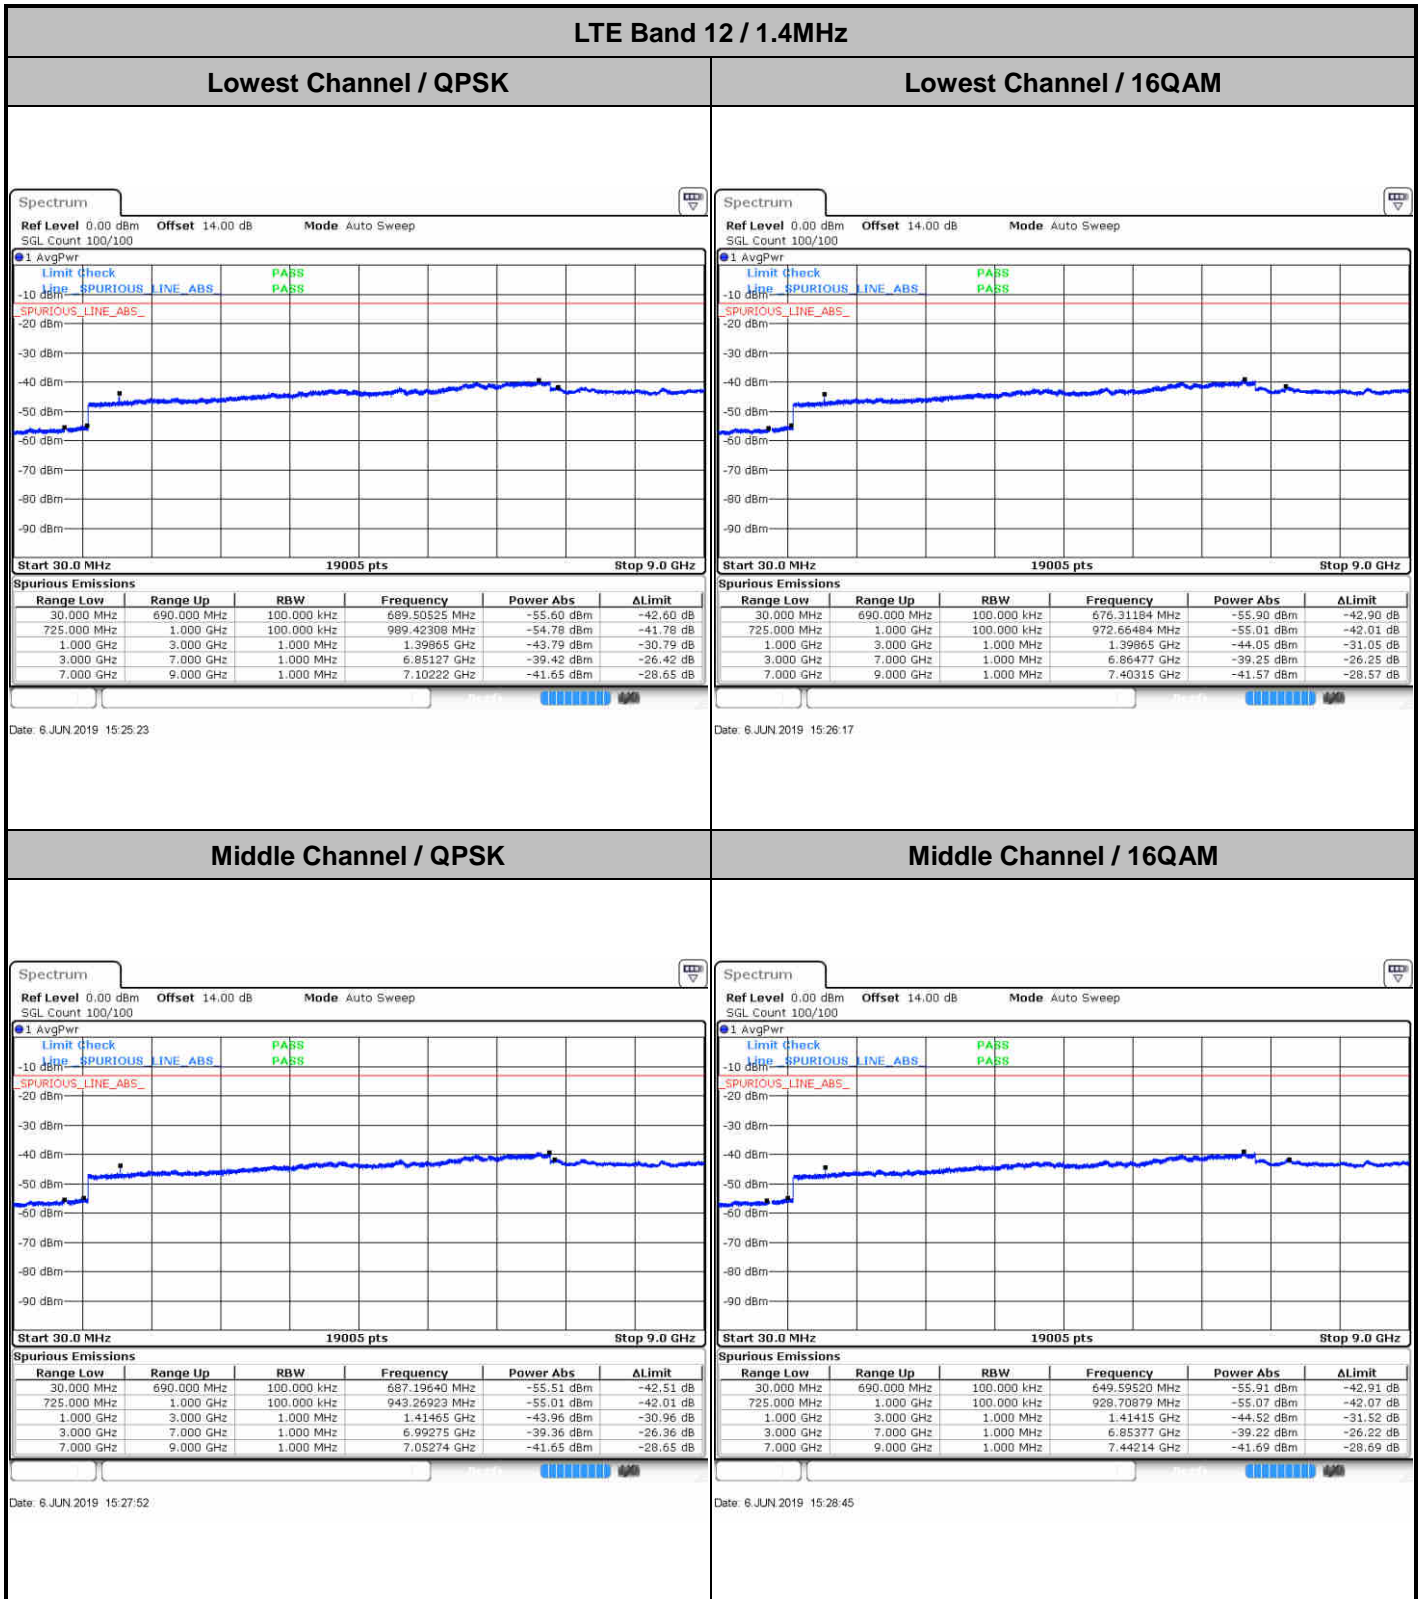 LTE Band 12 / 1.4MHz
Lowest Channel / QPSK
Lowest Channel / 16QAM
Spectrum
Ref Level 0.00 dBm Offset 14.00 dB Mode Auto Sweep
SGL Count 100/100
1 AvgPwr
Limit Check PASS
Line _SPURIOUS_LINE_ABS_ PASS
-10 dBm
_SPURIOUS_LINE_ABS_
-20 dBm
-30 dBm
-40 dBm
-50 dBm
-60 dBm
-70 dBm
-80 dBm
-90 dBm
Start 30.0 MHz 19005 pts Stop 9.0 GHz
Spurious Emissions
Range Low Range Up RBW Frequency Power Abs ΔLimit
30.000 MHz 690.000 MHz 100.000 kHz 689.50525 MHz -55.60 dBm -42.60 dB
725.000 MHz 1.000 GHz 100.000 kHz 989.42308 MHz -54.78 dBm -41.78 dB
1.000 GHz 3.000 GHz 1.000 MHz 1.39865 GHz -43.79 dBm -30.79 dB
3.000 GHz 7.000 GHz 1.000 MHz 6.85127 GHz -39.42 dBm -26.42 dB
7.000 GHz 9.000 GHz 1.000 MHz 7.10222 GHz -41.65 dBm -28.65 dB
Date: 6.JUN.2019 15:25:23
Spectrum
Ref Level 0.00 dBm Offset 14.00 dB Mode Auto Sweep
SGL Count 100/100
1 AvgPwr
Limit Check PASS
Line _SPURIOUS_LINE_ABS_ PASS
-10 dBm
_SPURIOUS_LINE_ABS_
-20 dBm
-30 dBm
-40 dBm
-50 dBm
-60 dBm
-70 dBm
-80 dBm
-90 dBm
Start 30.0 MHz 19005 pts Stop 9.0 GHz
Spurious Emissions
Range Low Range Up RBW Frequency Power Abs ΔLimit
30.000 MHz 690.000 MHz 100.000 kHz 676.31184 MHz -55.90 dBm -42.90 dB
725.000 MHz 1.000 GHz 100.000 kHz 972.66484 MHz -55.01 dBm -42.01 dB
1.000 GHz 3.000 GHz 1.000 MHz 1.39865 GHz -44.05 dBm -31.05 dB
3.000 GHz 7.000 GHz 1.000 MHz 6.86477 GHz -39.25 dBm -26.25 dB
7.000 GHz 9.000 GHz 1.000 MHz 7.40315 GHz -41.57 dBm -28.57 dB
Date: 6.JUN.2019 15:26:17
Middle Channel / QPSK
Middle Channel / 16QAM
Spectrum
Ref Level 0.00 dBm Offset 14.00 dB Mode Auto Sweep
SGL Count 100/100
1 AvgPwr
Limit Check PASS
Line _SPURIOUS_LINE_ABS_ PASS
-10 dBm
_SPURIOUS_LINE_ABS_
-20 dBm
-30 dBm
-40 dBm
-50 dBm
-60 dBm
-70 dBm
-80 dBm
-90 dBm
Start 30.0 MHz 19005 pts Stop 9.0 GHz
Spurious Emissions
Range Low Range Up RBW Frequency Power Abs ΔLimit
30.000 MHz 690.000 MHz 100.000 kHz 687.19640 MHz -55.51 dBm -42.51 dB
725.000 MHz 1.000 GHz 100.000 kHz 943.26923 MHz -55.01 dBm -42.01 dB
1.000 GHz 3.000 GHz 1.000 MHz 1.41465 GHz -43.96 dBm -30.96 dB
3.000 GHz 7.000 GHz 1.000 MHz 6.99275 GHz -39.36 dBm -26.36 dB
7.000 GHz 9.000 GHz 1.000 MHz 7.05274 GHz -41.65 dBm -28.65 dB
Date: 6.JUN.2019 15:27:52
Spectrum
Ref Level 0.00 dBm Offset 14.00 dB Mode Auto Sweep
SGL Count 100/100
1 AvgPwr
Limit Check PASS
Line _SPURIOUS_LINE_ABS_ PASS
-10 dBm
_SPURIOUS_LINE_ABS_
-20 dBm
-30 dBm
-40 dBm
-50 dBm
-60 dBm
-70 dBm
-80 dBm
-90 dBm
Start 30.0 MHz 19005 pts Stop 9.0 GHz
Spurious Emissions
Range Low Range Up RBW Frequency Power Abs ΔLimit
30.000 MHz 690.000 MHz 100.000 kHz 649.59520 MHz -55.91 dBm -42.91 dB
725.000 MHz 1.000 GHz 100.000 kHz 928.70879 MHz -55.07 dBm -42.07 dB
1.000 GHz 3.000 GHz 1.000 MHz 1.41415 GHz -44.52 dBm -31.52 dB
3.000 GHz 7.000 GHz 1.000 MHz 6.85377 GHz -39.22 dBm -26.22 dB
7.000 GHz 9.000 GHz 1.000 MHz 7.44214 GHz -41.69 dBm -28.69 dB
Date: 6.JUN.2019 15:28:45